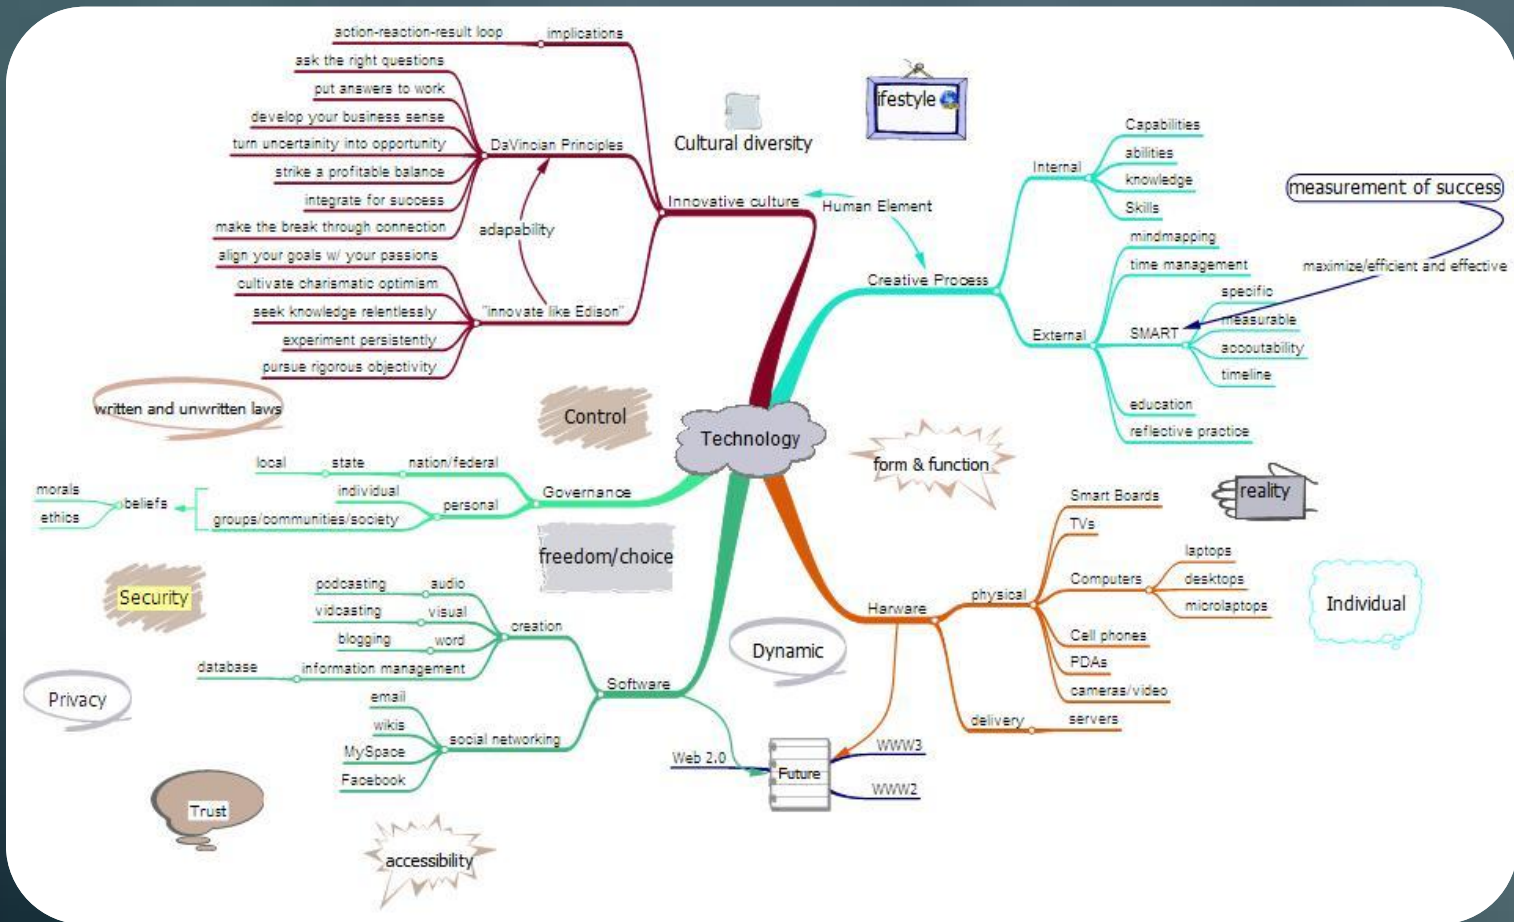 action-reaction-result loop
implications
ask the right questions
put answers to work
develop your business sense
turn uncertainity into opportunity
strike a profitable balance
integrate for success
make the break through connection
DaVincian Principles
adapability
align your goals w/ your passions
cultivate charismatic optimism
seek knowledge relentlessly
experiment persistently
pursue rigorous objectivity
"innovate like Edison"
Innovative culture
Cultural diversity
ifestyle
Human Element
Creative Process
Internal
Capabilities
abilities
knowledge
Skills
External
mindmapping
time management
SMART
specific
measurable
accoutability
timeline
education
reflective practice
measurement of success
maximize/efficient and effective
written and unwritten laws
Control
Technology
form & function
reality
local
state
nation/federal
individual
groups/communities/society
personal
Governance
morals
ethics
beliefs
freedom/choice
Security
podcasting
audio
vidcasting
visual
blogging
word
database
information management
creation
Software
email
wikis
MySpace
Facebook
social networking
Privacy
Trust
accessibility
Dynamic
Harware
physical
Smart Boards
TVs
Computers
laptops
desktops
microlaptops
Cell phones
PDAs
cameras/video
delivery
servers
Individual
Web 2.0
Future
WWW3
WWW2